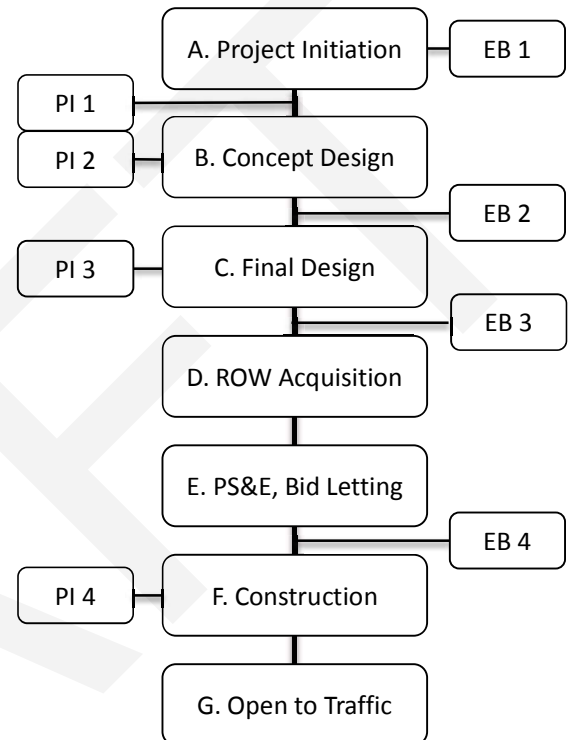 A. Project Initiation
EB 1
PI 1
PI 2
B. Concept Design
EB 2
PI 3
C. Final Design
EB 3
D. ROW Acquisition
E. PS&E, Bid Letting
EB 4
PI 4
F. Construction
G. Open to Traffic